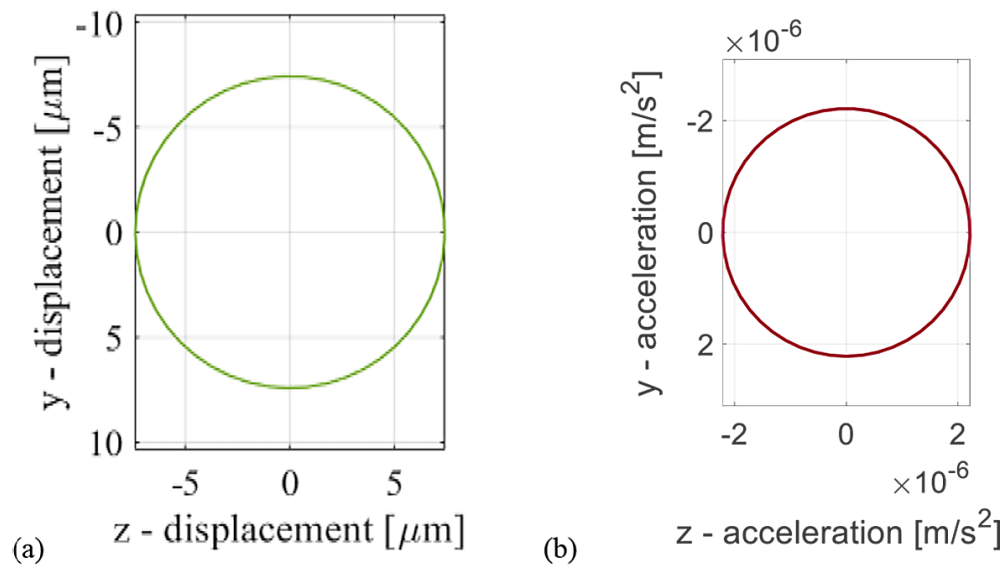 -10
-5
0
5
10
y - displacement [μm]
-5 0 5
z - displacement [μm]
(a)
×10-6
-2
0
2
y - acceleration [m/s2]
-2 0 2
×10-6
z - acceleration [m/s2]
(b)